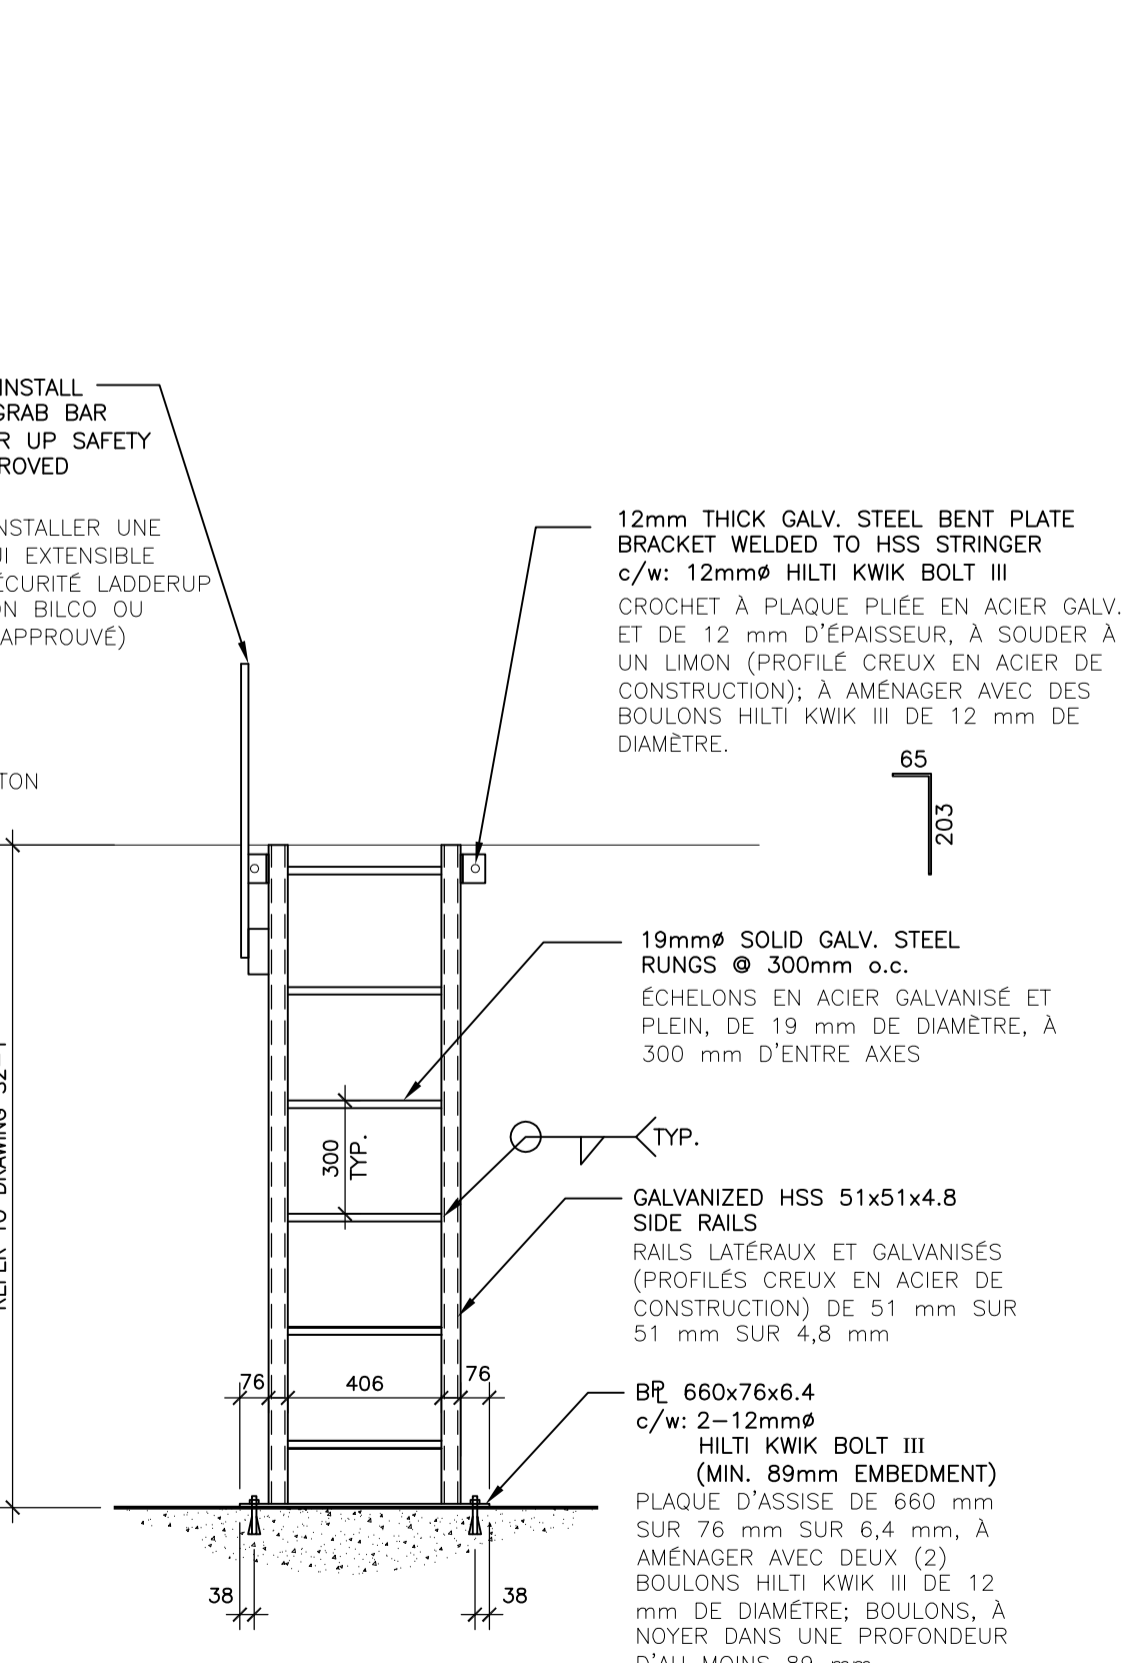 INSTALL
GRAB BAR
R UP SAFETY
ROVED
NSTALLER UNE
UI EXTENSIBLE
ÉCURITÉ LADDERUP
ON BILCO OU
APPROUVÉ)
TON
12mm THICK GALV. STEEL BENT PLATE
BRACKET WELDED TO HSS STRINGER
c/w: 12mmø HILTI KWIK BOLT III
CROCHET À PLAQUE PLIÉE EN ACIER GALV.
ET DE 12 mm D'ÉPAISSEUR, À SOUDER À
UN LIMON (PROFILÉ CREUX EN ACIER DE
CONSTRUCTION); À AMÉNAGER AVEC DES
BOULONS HILTI KWIK III DE 12 mm DE
DIAMÈTRE.
65
203
19mmø SOLID GALV. STEEL
RUNGS @ 300mm o.c.
ÉCHELONS EN ACIER GALVANISÉ ET
PLEIN, DE 19 mm DE DIAMÈTRE, À
300 mm D'ENTRE AXES
300
TYP.
TYP.
GALVANIZED HSS 51x51x4.8
SIDE RAILS
RAILS LATÉRAUX ET GALVANISÉS
(PROFILÉS CREUX EN ACIER DE
CONSTRUCTION) DE 51 mm SUR
51 mm SUR 4,8 mm
REFER TO DRAWING
76
406
76
B℄ 660x76x6.4
c/w: 2-12mmø
HILTI KWIK BOLT III
(MIN. 89mm EMBEDMENT)
PLAQUE D'ASSISE DE 660 mm
SUR 76 mm SUR 6,4 mm, À
AMÉNAGER AVEC DEUX (2)
BOULONS HILTI KWIK III DE 12
mm DE DIAMÉTRE; BOULONS, À
NOYER DANS UNE PROFONDEUR
D'AU MOINS 89 mm
38
38